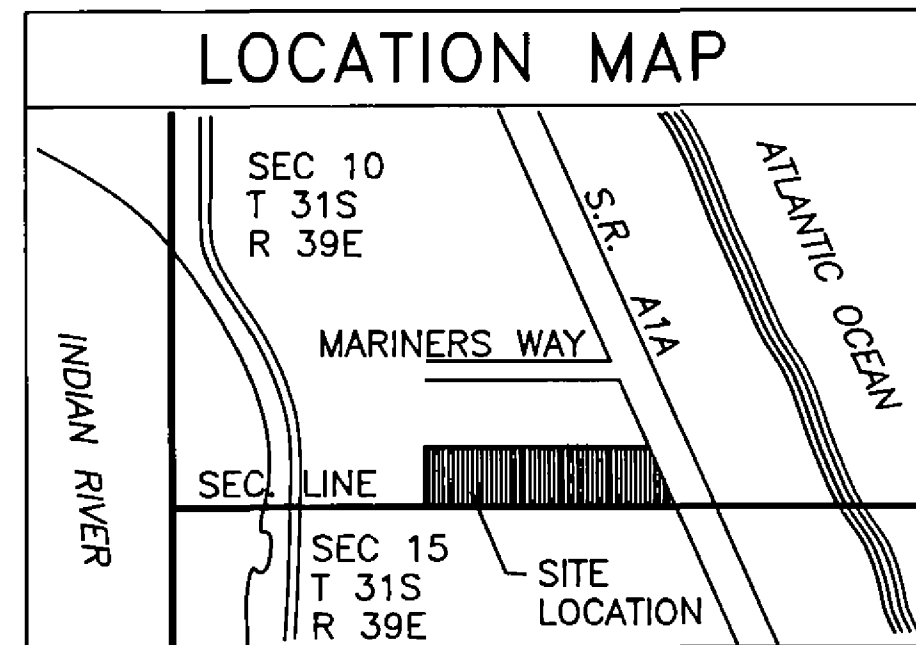 LOCATION MAP
SEC 10
T 31S
R 39E
S.R. A1A
ATLANTIC OCEAN
MARINERS WAY
INDIAN RIVER
SEC. LINE
SEC 15
T 31S
R 39E
SITE
LOCATION